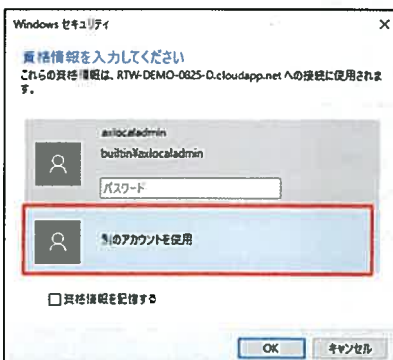 Windows セキュリティ
資格情報を入力してください
これらの資格情報は、RTW-DEMO-0825-D.cloudapp.net への接続に使用されま
す。
axlocaladmin
builtin¥axlocaladmin
パスワード
別のアカウントを使用
資格情報を記憶する
OK
キャンセル